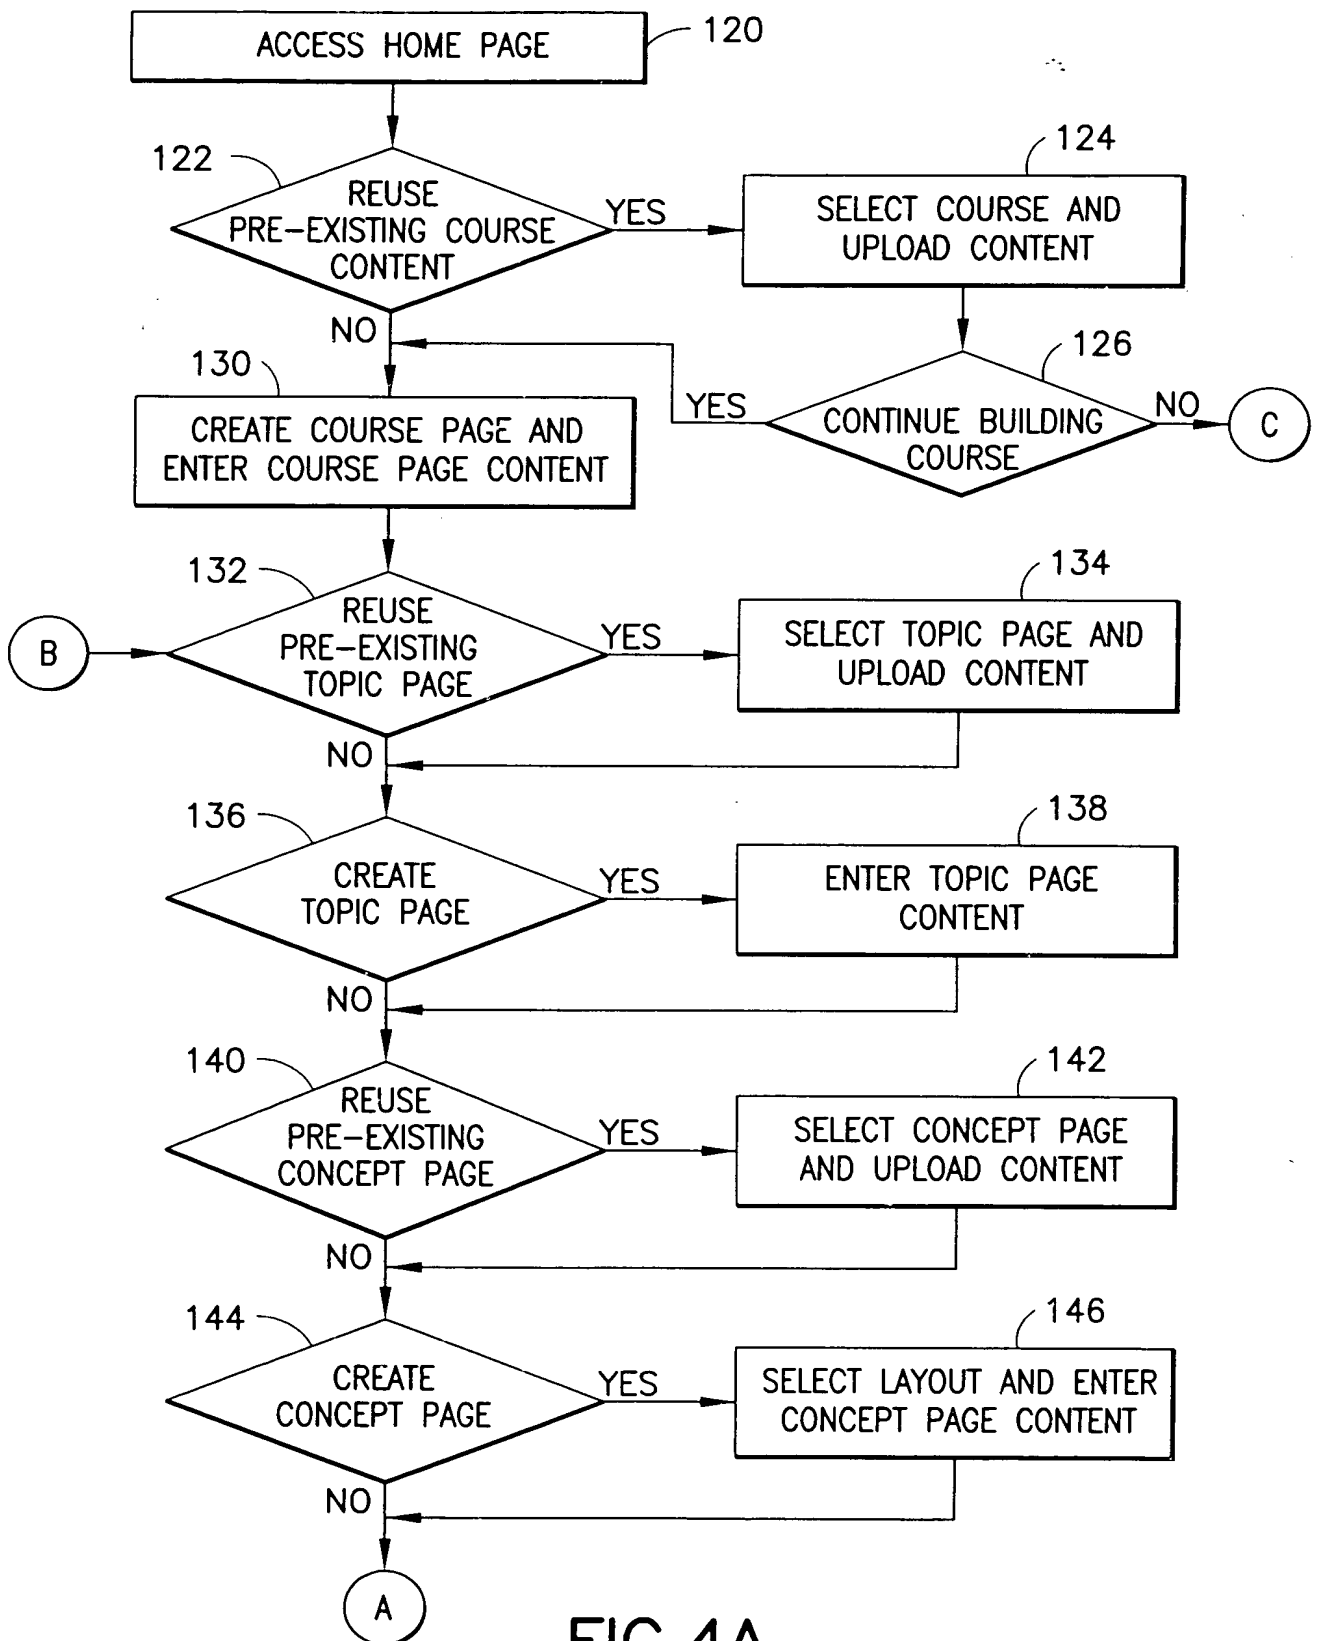 ACCESS HOME PAGE
120
122
REUSE
PRE-EXISTING COURSE
CONTENT
YES
124
SELECT COURSE AND
UPLOAD CONTENT
NO
126
CONTINUE BUILDING
COURSE
YES
NO
C
130
CREATE COURSE PAGE AND
ENTER COURSE PAGE CONTENT
132
B
REUSE
PRE-EXISTING
TOPIC PAGE
YES
134
SELECT TOPIC PAGE AND
UPLOAD CONTENT
NO
136
CREATE
TOPIC PAGE
YES
138
ENTER TOPIC PAGE
CONTENT
NO
140
REUSE
PRE-EXISTING
CONCEPT PAGE
YES
142
SELECT CONCEPT PAGE
AND UPLOAD CONTENT
NO
144
CREATE
CONCEPT PAGE
YES
146
SELECT LAYOUT AND ENTER
CONCEPT PAGE CONTENT
NO
A
FIG.4A